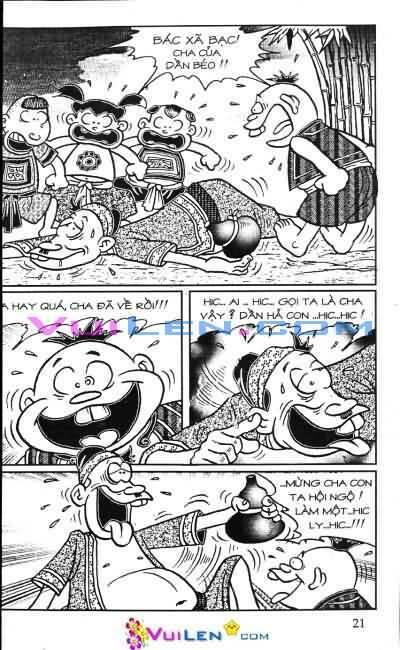 BÁC XÃ BẠC!
CHA CỦA
DẦN BÉO !!
A HAY QUÁ, CHA ĐÃ VỀ RỒI!!!
HIC.. AI .. HIC.. GỌI TA LÀ CHA
VẬY ? DẦN HẢ CON ...HIC...HIC !
VUILEN.COM
...MỪNG CHA CON
TA HỘI NGỘ !
LÀM MỘT...HIC
LY...HIC...!!!
21
VUILEN.COM